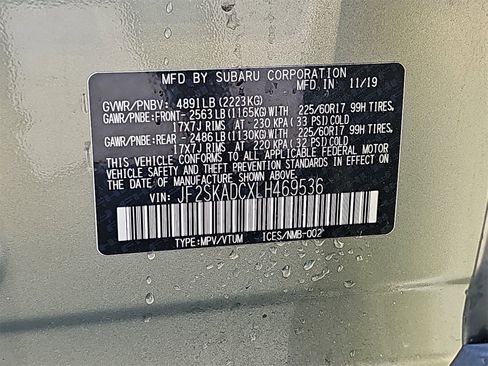 MFD BY SUBARU CORPORATION
MFD. IN 11/19
GVWR/PNBV: 4891LB (2223KG)
GAWR/PNBE:FRONT- 2563LB(1165KG)WITH 225/60R17 99H TIRES,
17X7J RIMS AT 230 KPA(33 PSI)COLD
GAWR/PNBE:REAR - 2486LB(1130KG)WITH 225/60R17 99H TIRES,
17X7J RIMS AT 220 KPA(32 PSI)COLD
THIS VEHICLE CONFORMS TO ALL APPLICABLE FEDERAL
MOTOR VEHICLE SAFETY AND THEFT PREVENTION STANDARDS IN
EFFECT ON THE DATE OF MANUFACTURE SHOWN ABOVE.
VIN: JF2SKADCXLH469536
TYPE:MPV/VTUM ICES/NMB-002